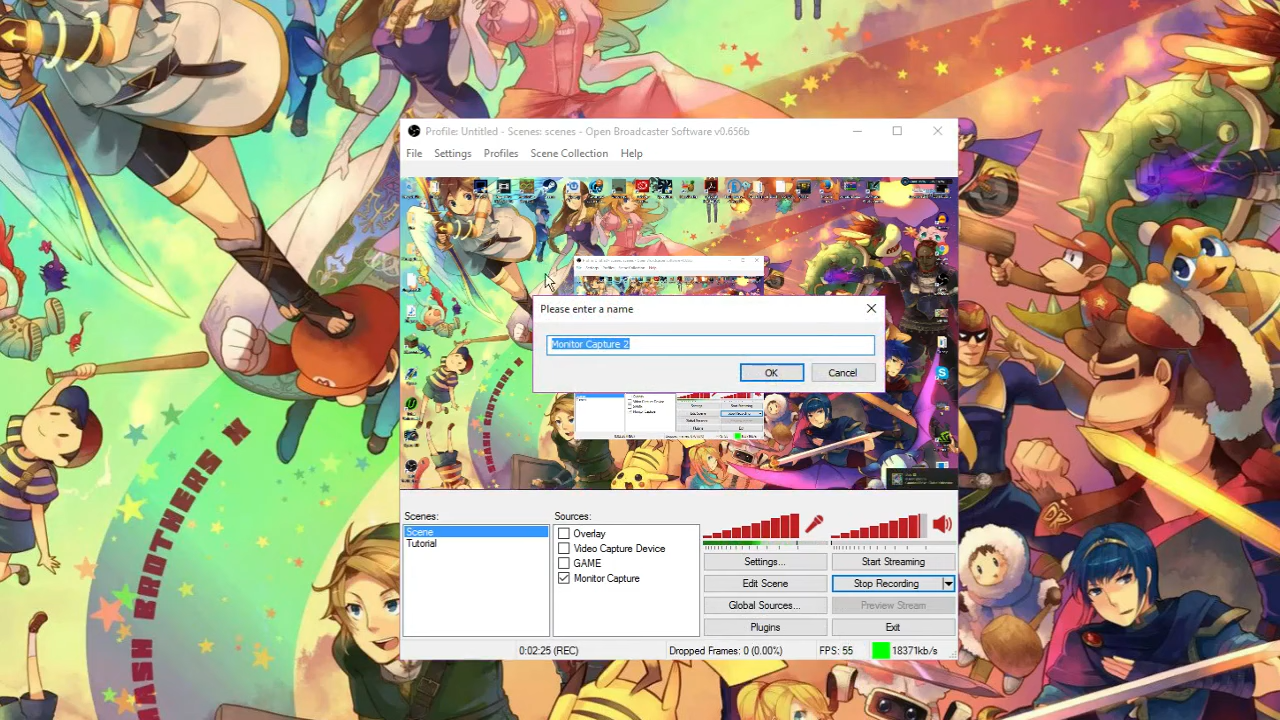 Profile: Untitled - Scenes: scenes - Open Broadcaster Software v0.656b
File Settings Profiles Scene Collection Help
Please enter a name
Monitor Capture 2
OK Cancel
SMASH BROTHERS X
Scenes:
Scene
Tutorial
Sources:
Overlay
Video Capture Device
GAME
Monitor Capture
Settings...
Start Streaming
Edit Scene
Stop Recording
Global Sources...
Preview Stream
Plugins
Exit
0:02:25 (REC)
Dropped Frames: 0 (0.00%)
FPS: 55
18371kb/s